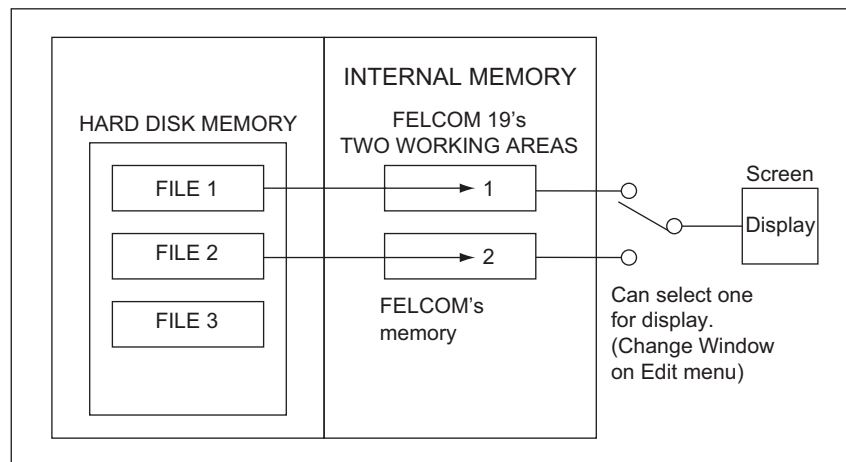 INTERNAL MEMORY
HARD DISK MEMORY
FELCOM 19's
TWO WORKING AREAS
FILE 1
1
FILE 2
2
FILE 3
FELCOM's
memory
Screen
Display
Can select one
for display.
(Change Window
on Edit menu)